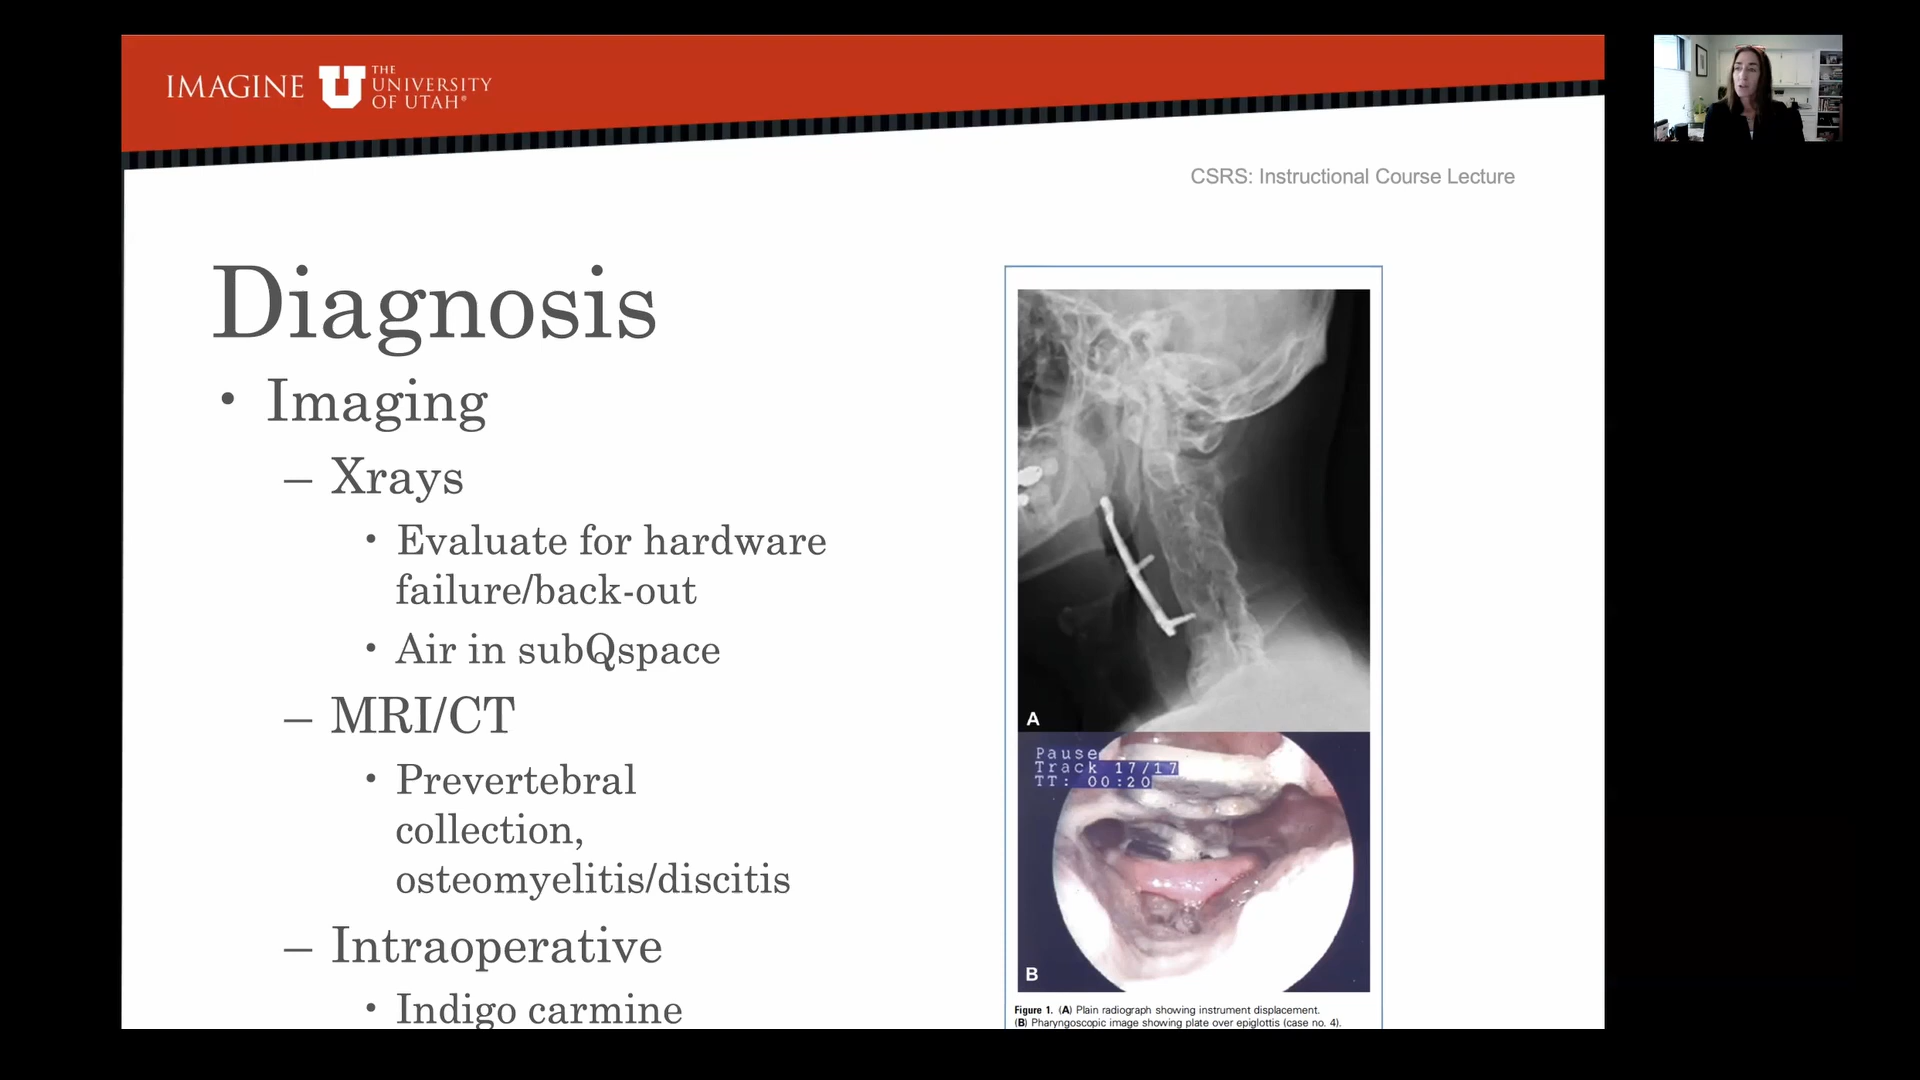 IMAGINE U THE
UNIVERSITY
OF UTAH®
CSRS: Instructional Course Lecture
Diagnosis
• Imaging
– Xrays
• Evaluate for hardware
failure/back-out
• Air in subQspace
– MRI/CT
• Prevertebral
collection,
osteomyelitis/discitis
– Intraoperative
• Indigo carmine
A
Pause
Track 17/17
TT: 00:20
B
Figure 1. (A) Plain radiograph showing instrument displacement.
(B) Pharyngoscopic image showing plate over epiglottis (case no. 4).